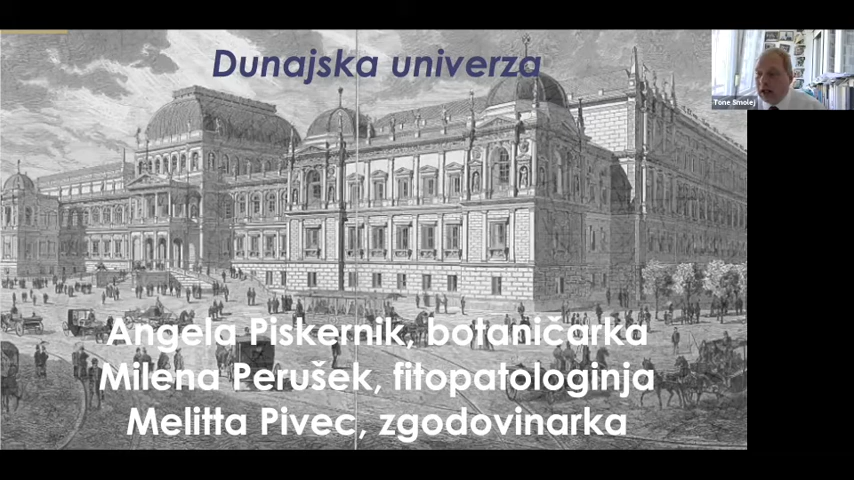 Dunajska univerza
Tone Smolej
Angela Piskernik, botaničarka
Milena Perušek, fitopatologinja
Melitta Pivec, zgodovinarka